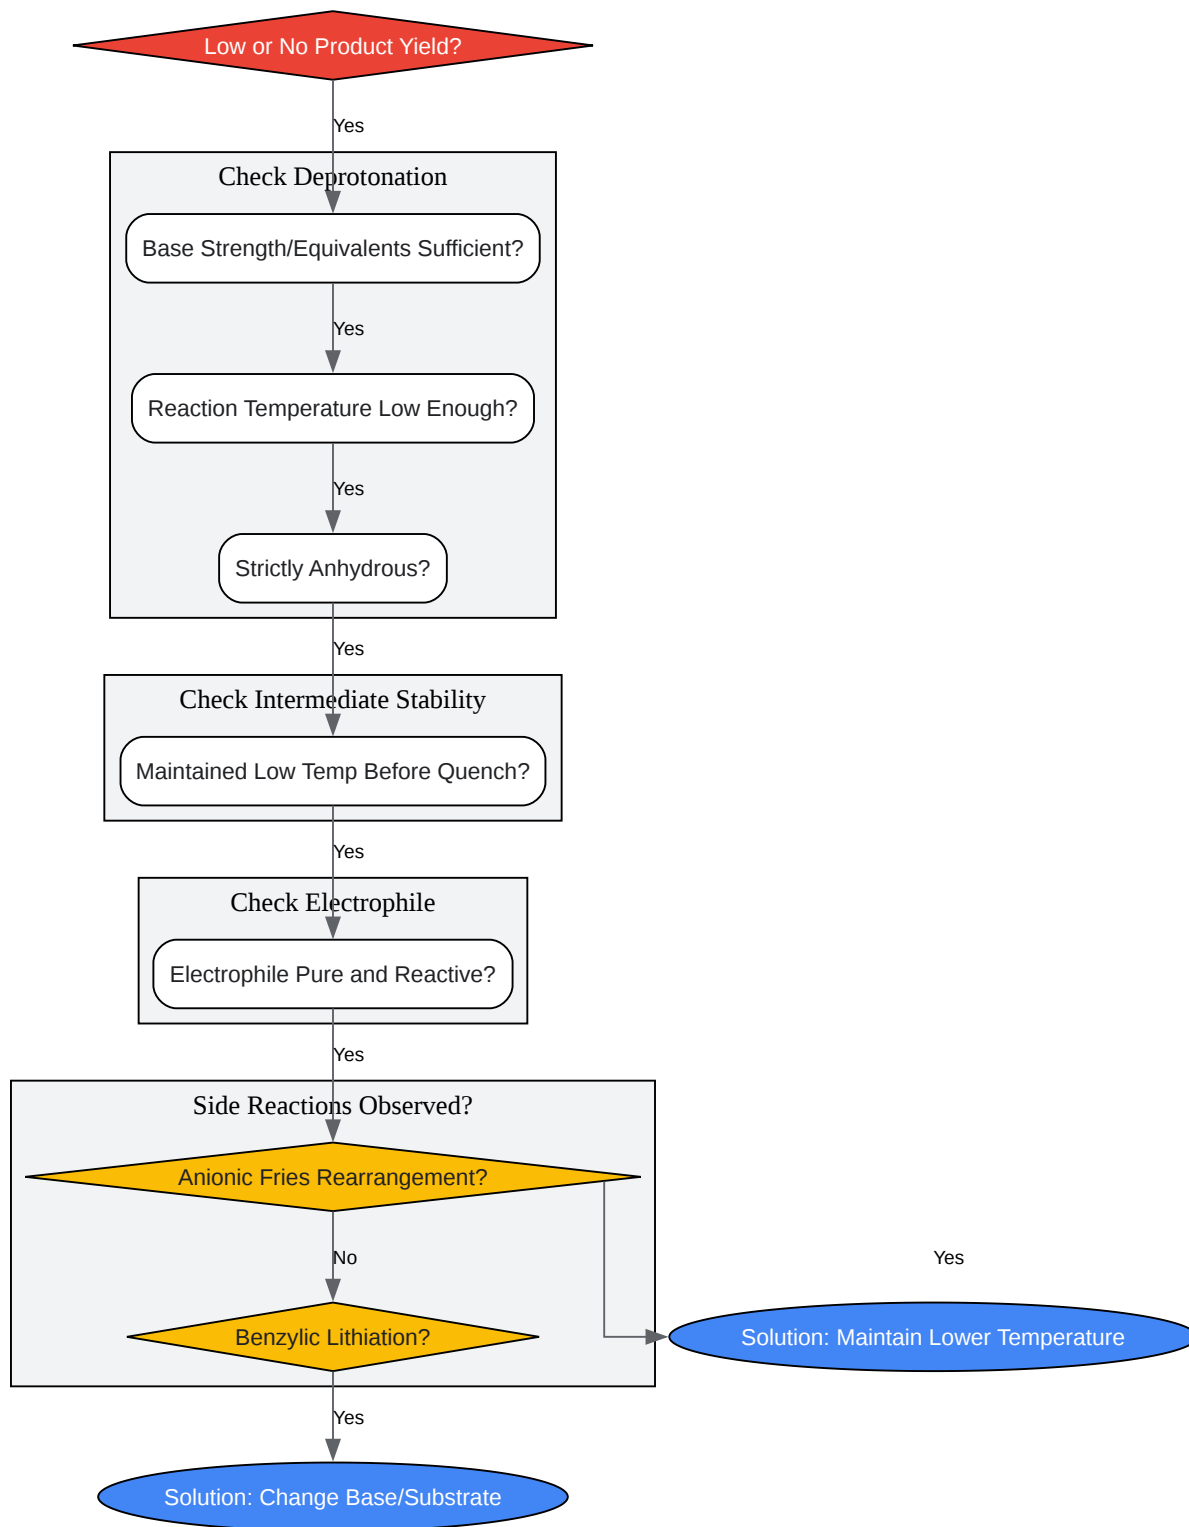 Low or No Product Yield?
Yes
Check Deprotonation
Base Strength/Equivalents Sufficient?
Yes
Reaction Temperature Low Enough?
Yes
Strictly Anhydrous?
Yes
Check Intermediate Stability
Maintained Low Temp Before Quench?
Yes
Check Electrophile
Electrophile Pure and Reactive?
Yes
Side Reactions Observed?
Anionic Fries Rearrangement?
No
Yes
Benzylic Lithiation?
Solution: Maintain Lower Temperature
Yes
Solution: Change Base/Substrate